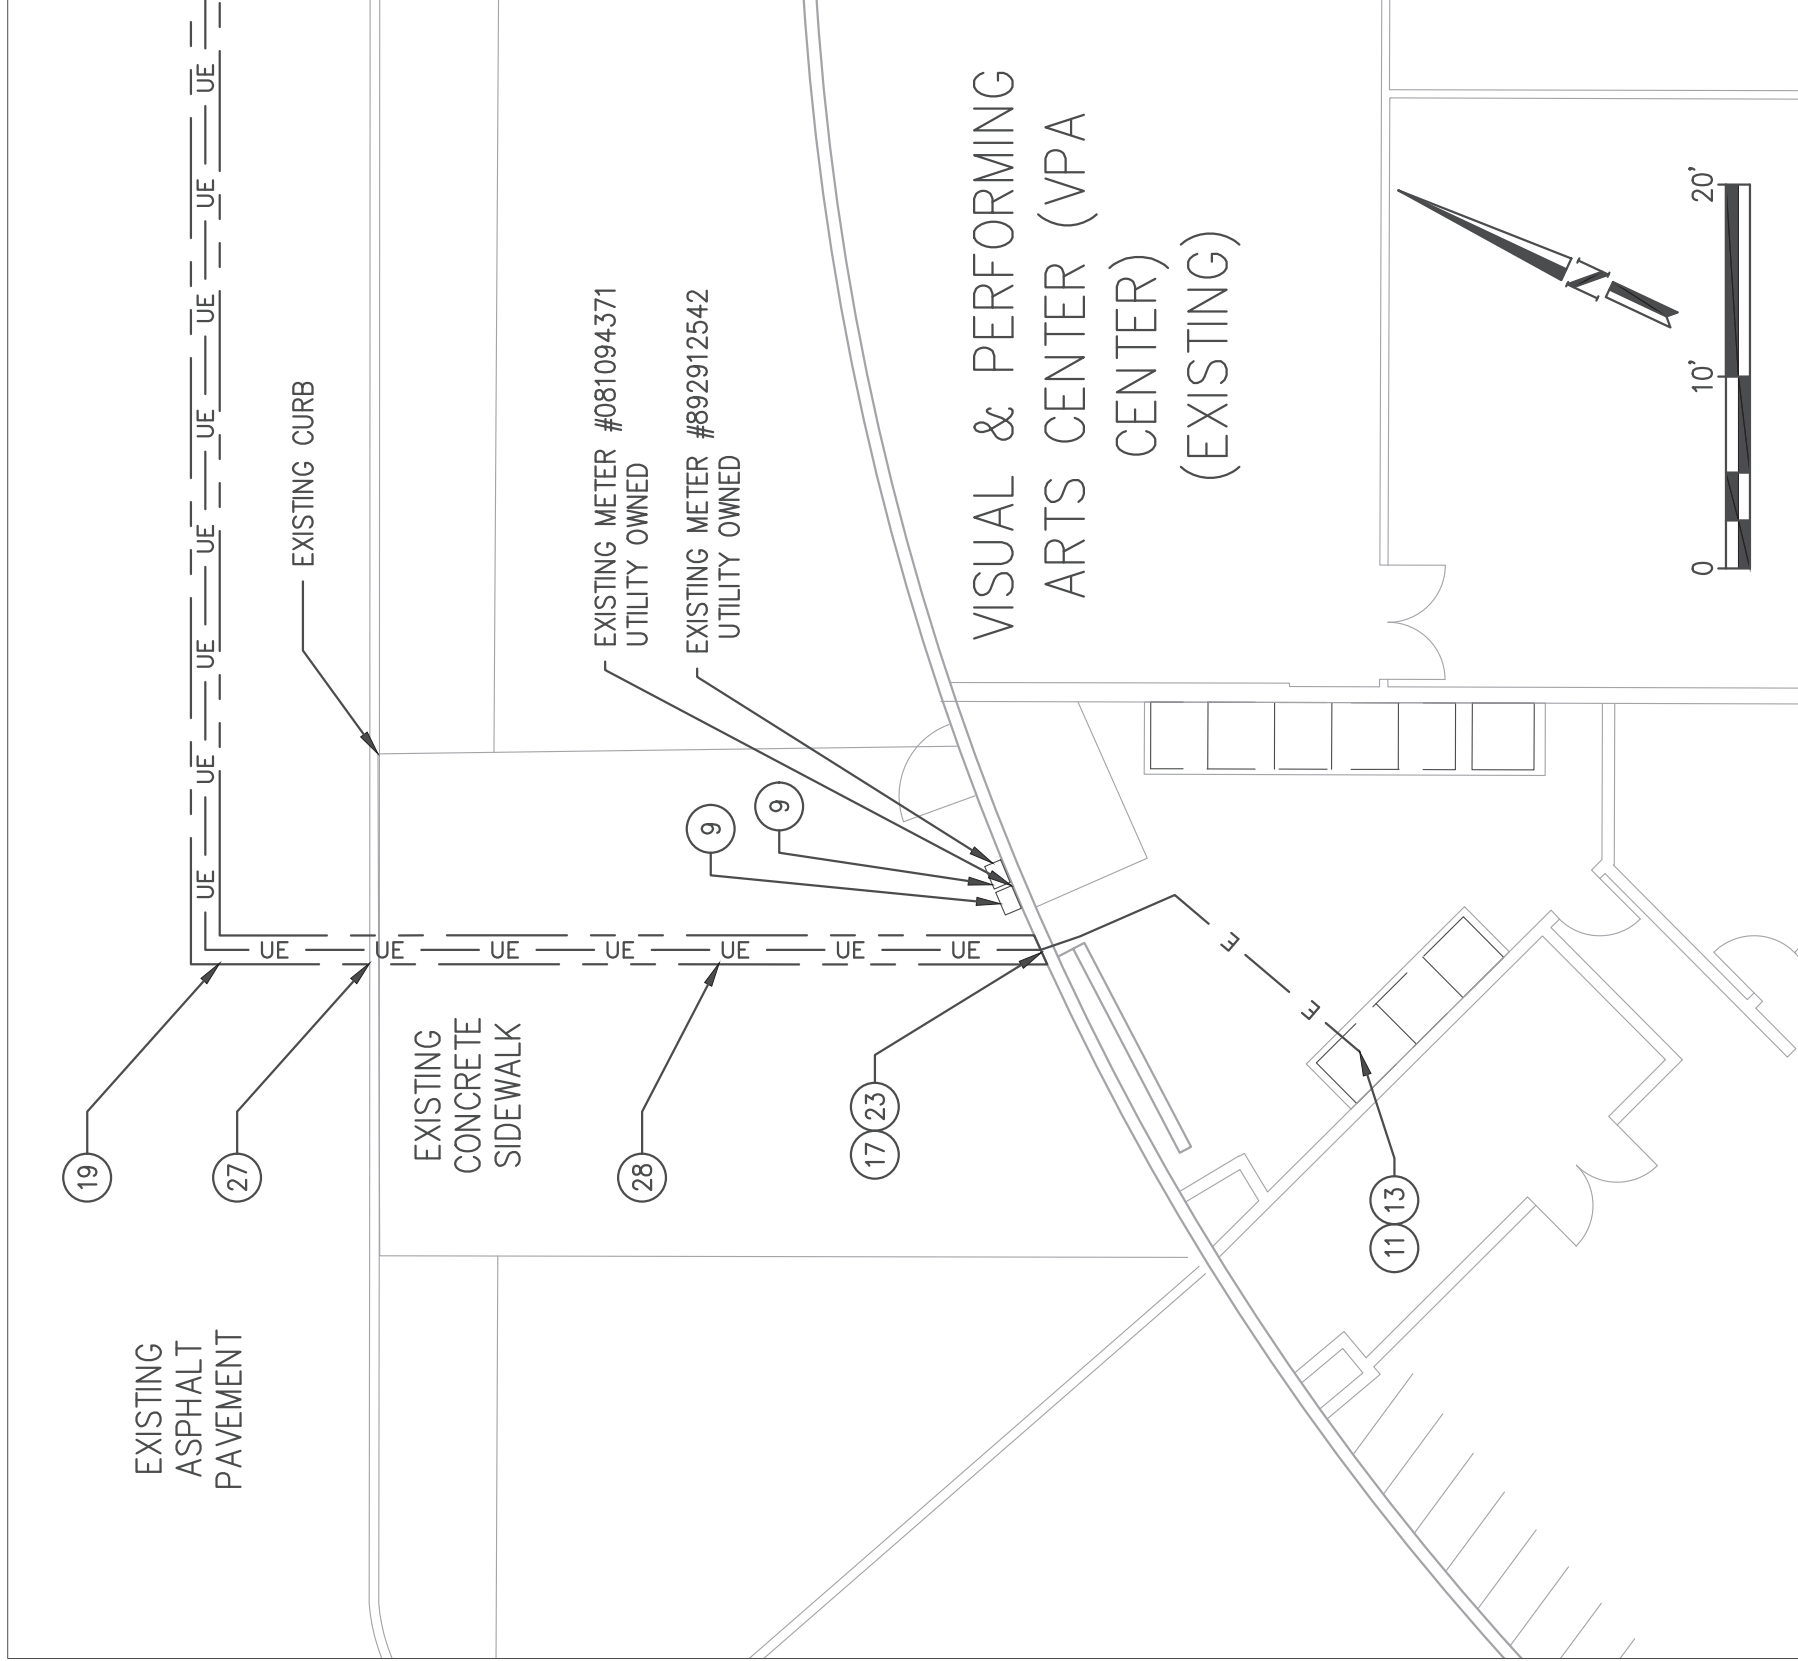 UE
UE
UE
UE
UE
UE
UE
UE
EXISTING CURB
EXISTING METER #081094371
UTILITY OWNED
EXISTING METER #892912542
UTILITY OWNED
VISUAL & PERFORMING
ARTS CENTER (VPA
CENTER)
(EXISTING)
N
0 10' 20'
9
9
UE
UE
UE
UE
UE
UE
UE
E
E
19
27
EXISTING
CONCRETE
SIDEWALK
28
17 23
11 13
EXISTING
ASPHALT
PAVEMENT